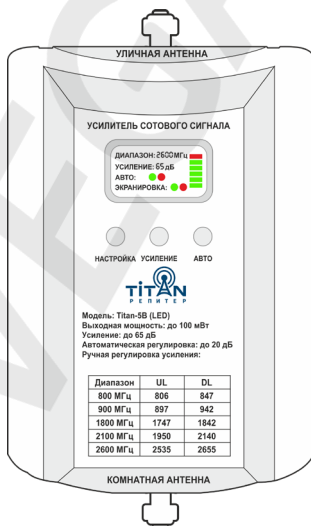 УЛИЧНАЯ АНТЕННА
УСИЛИТЕЛЬ СОТОВОГО СИГНАЛА
ДИАПАЗОН: 2600МГц
УСИЛЕНИЕ: 65 дБ
АВТО:
ЭКРАНИРОВКА:
НАСТРОЙКА УСИЛЕНИЕ АВТО
TiTAN
РЕПИТЕР
Модель: Titan-5B (LED)
Выходная мощность: до 100 мВт
Усиление: до 65 дБ
Автоматическая регулировка: до 20 дБ
Ручная регулировка усиления:
Диапазон UL DL
800 МГц 806 847
900 МГц 897 942
1800 МГц 1747 1842
2100 МГц 1950 2140
2600 МГц 2535 2655
КОМНАТНАЯ АНТЕННА